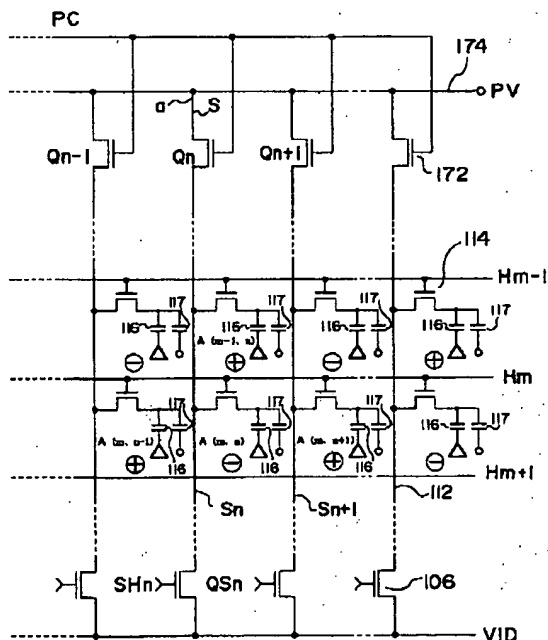 PC
174
PV
a
S
Qn-1
Qn
Qn+1
172
114
Hm-1
117
117
117
117
116
A (m-1, n)
116
116
116
⊖
⊕
⊖
⊕
Hm
117
117
117
117
A (m, n-1)
116
A (m, n)
116
A (m, n+1)
116
116
⊕
⊖
⊕
⊖
Hm+1
Sn
Sn+1
112
SHn
QSn
106
VID